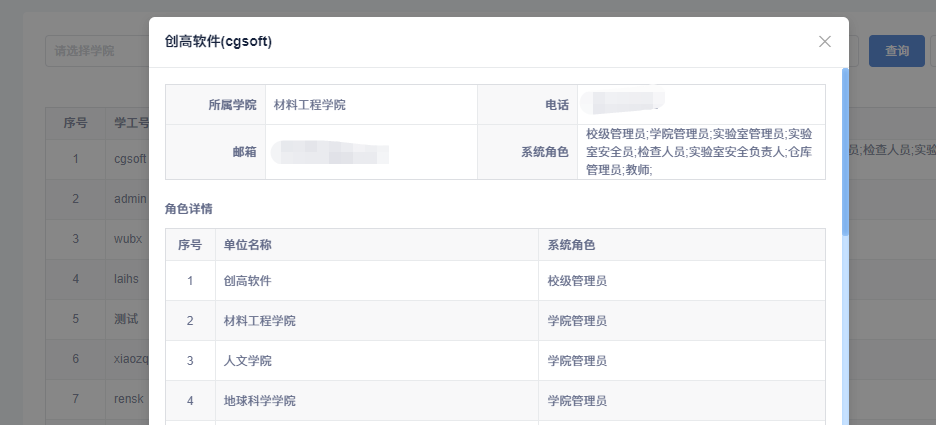 创高软件(cgsoft)
请选择学院
查询
所属学院 材料工程学院 电话
邮箱 系统角色 校级管理员;学院管理员;实验室管理员;实验
室安全员;检查人员;实验室安全负责人;仓库
管理员;教师;
角色详情
序号 单位名称 系统角色
1 创高软件 校级管理员
2 材料工程学院 学院管理员
3 人文学院 学院管理员
4 地球科学学院 学院管理员
序号 学工号
1 cgsoft 员;检查人员;实验
2 admin
3 wubx
4 laihs
5 测试
6 xiaozq
7 rensk